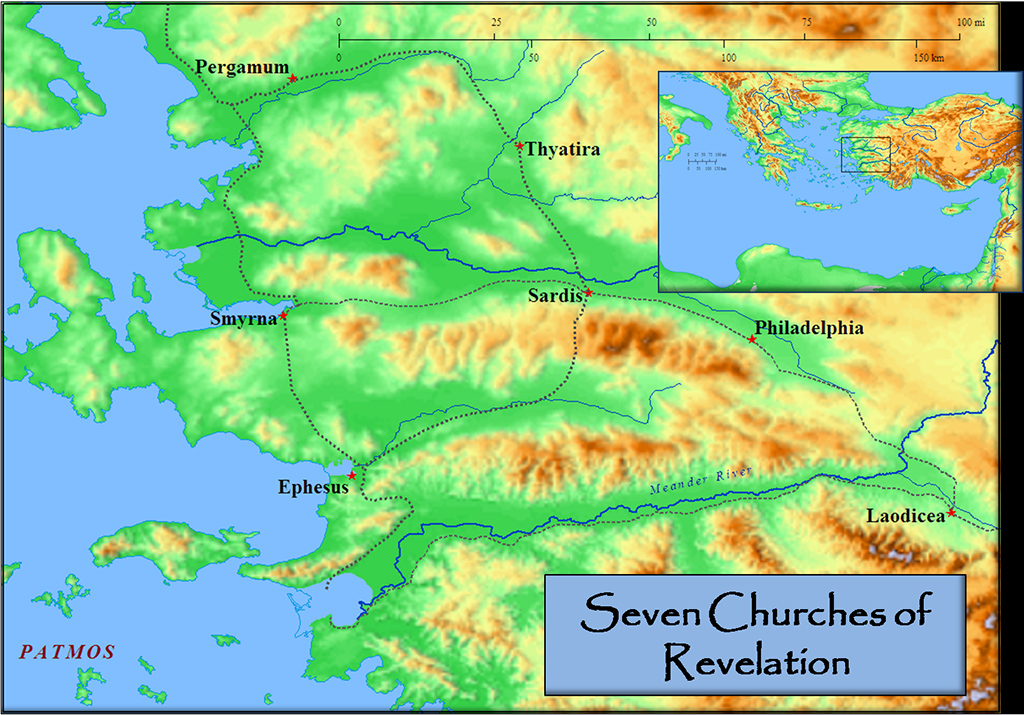 0 25 50 75 100 mi
50 100 150 km
Pergamum
Thyatira
Sardis
Smyrna
Philadelphia
Ephesus
Meander River
Laodicea
PATMOS
Seven Churches of
Revelation